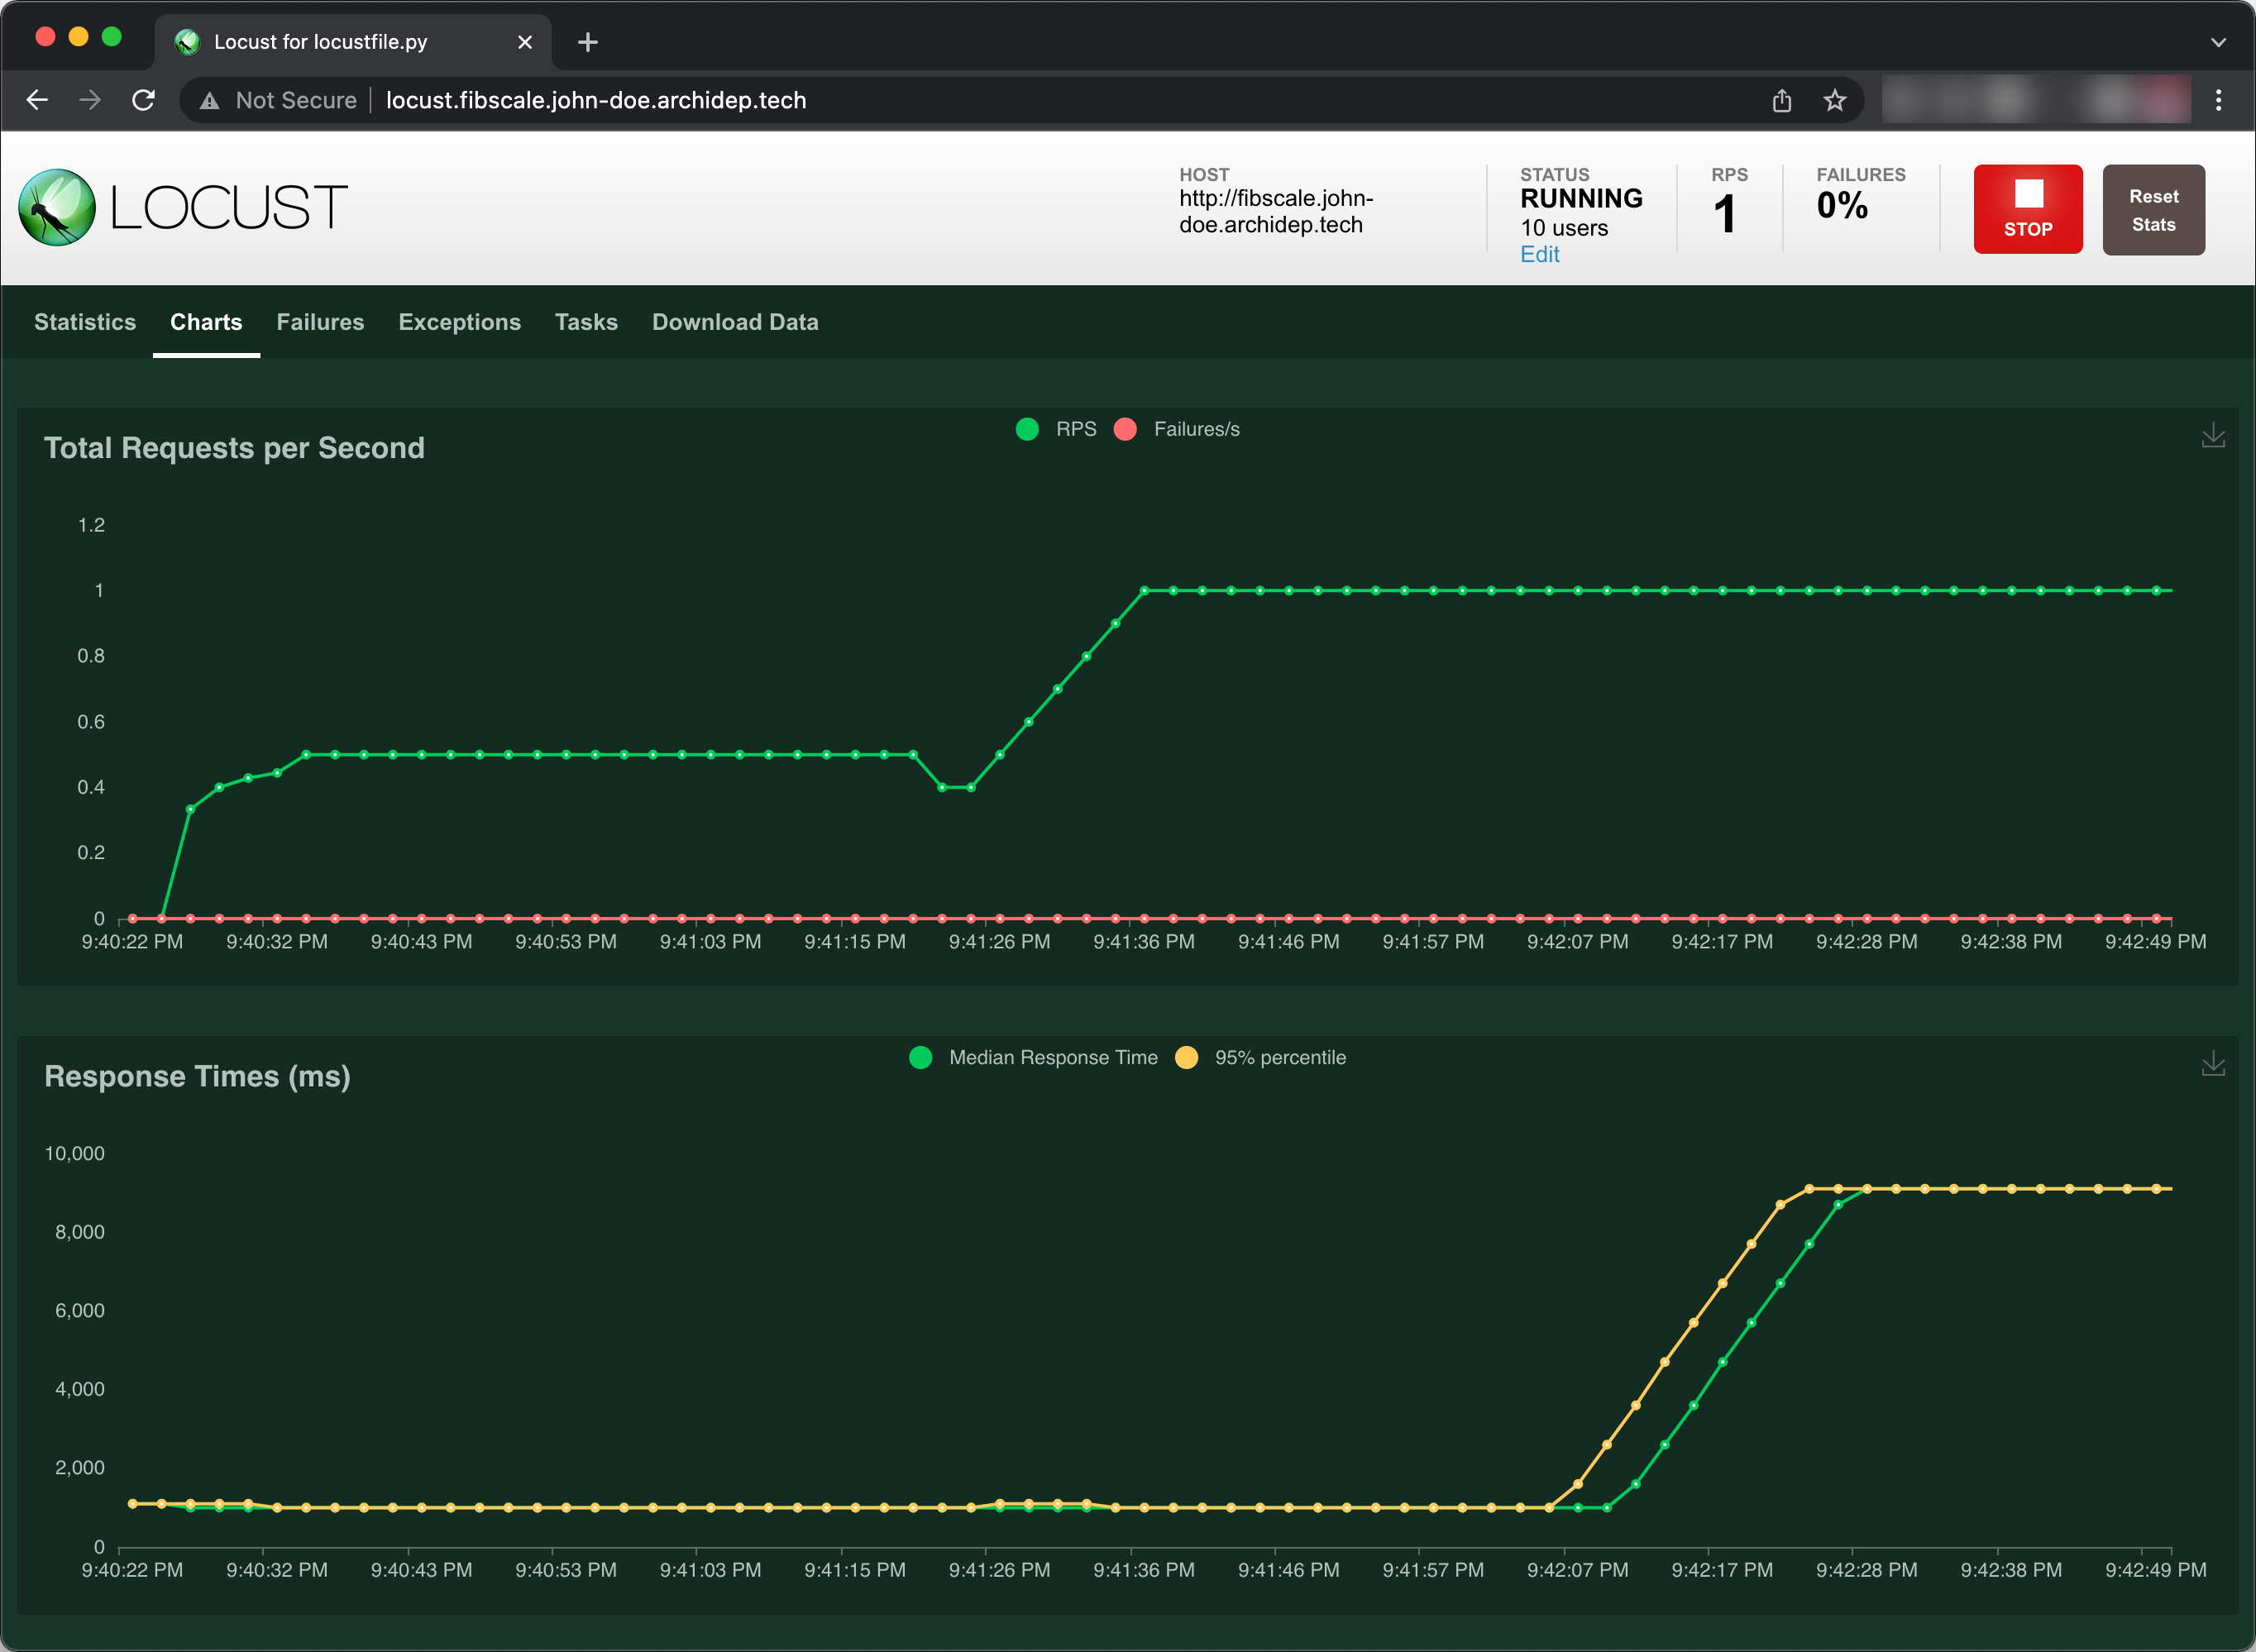 Locust for locustfile.py
Not Secure locust.fibscale.john-doe.archidep.tech
LOCUST
HOST
http://fibscale.john-
doe.archidep.tech
STATUS
RUNNING
10 users
Edit
RPS
1
FAILURES
0%
STOP
Reset
Stats
Statistics Charts Failures Exceptions Tasks Download Data
Total Requests per Second
RPS Failures/s
1.2
1
0.8
0.6
0.4
0.2
0
9:40:22 PM 9:40:32 PM 9:40:43 PM 9:40:53 PM 9:41:03 PM 9:41:15 PM 9:41:26 PM 9:41:36 PM 9:41:46 PM 9:41:57 PM 9:42:07 PM 9:42:17 PM 9:42:28 PM 9:42:38 PM 9:42:49 PM
Response Times (ms)
Median Response Time 95% percentile
10,000
8,000
6,000
4,000
2,000
0
9:40:22 PM 9:40:32 PM 9:40:43 PM 9:40:53 PM 9:41:03 PM 9:41:15 PM 9:41:26 PM 9:41:36 PM 9:41:46 PM 9:41:57 PM 9:42:07 PM 9:42:17 PM 9:42:28 PM 9:42:38 PM 9:42:49 PM